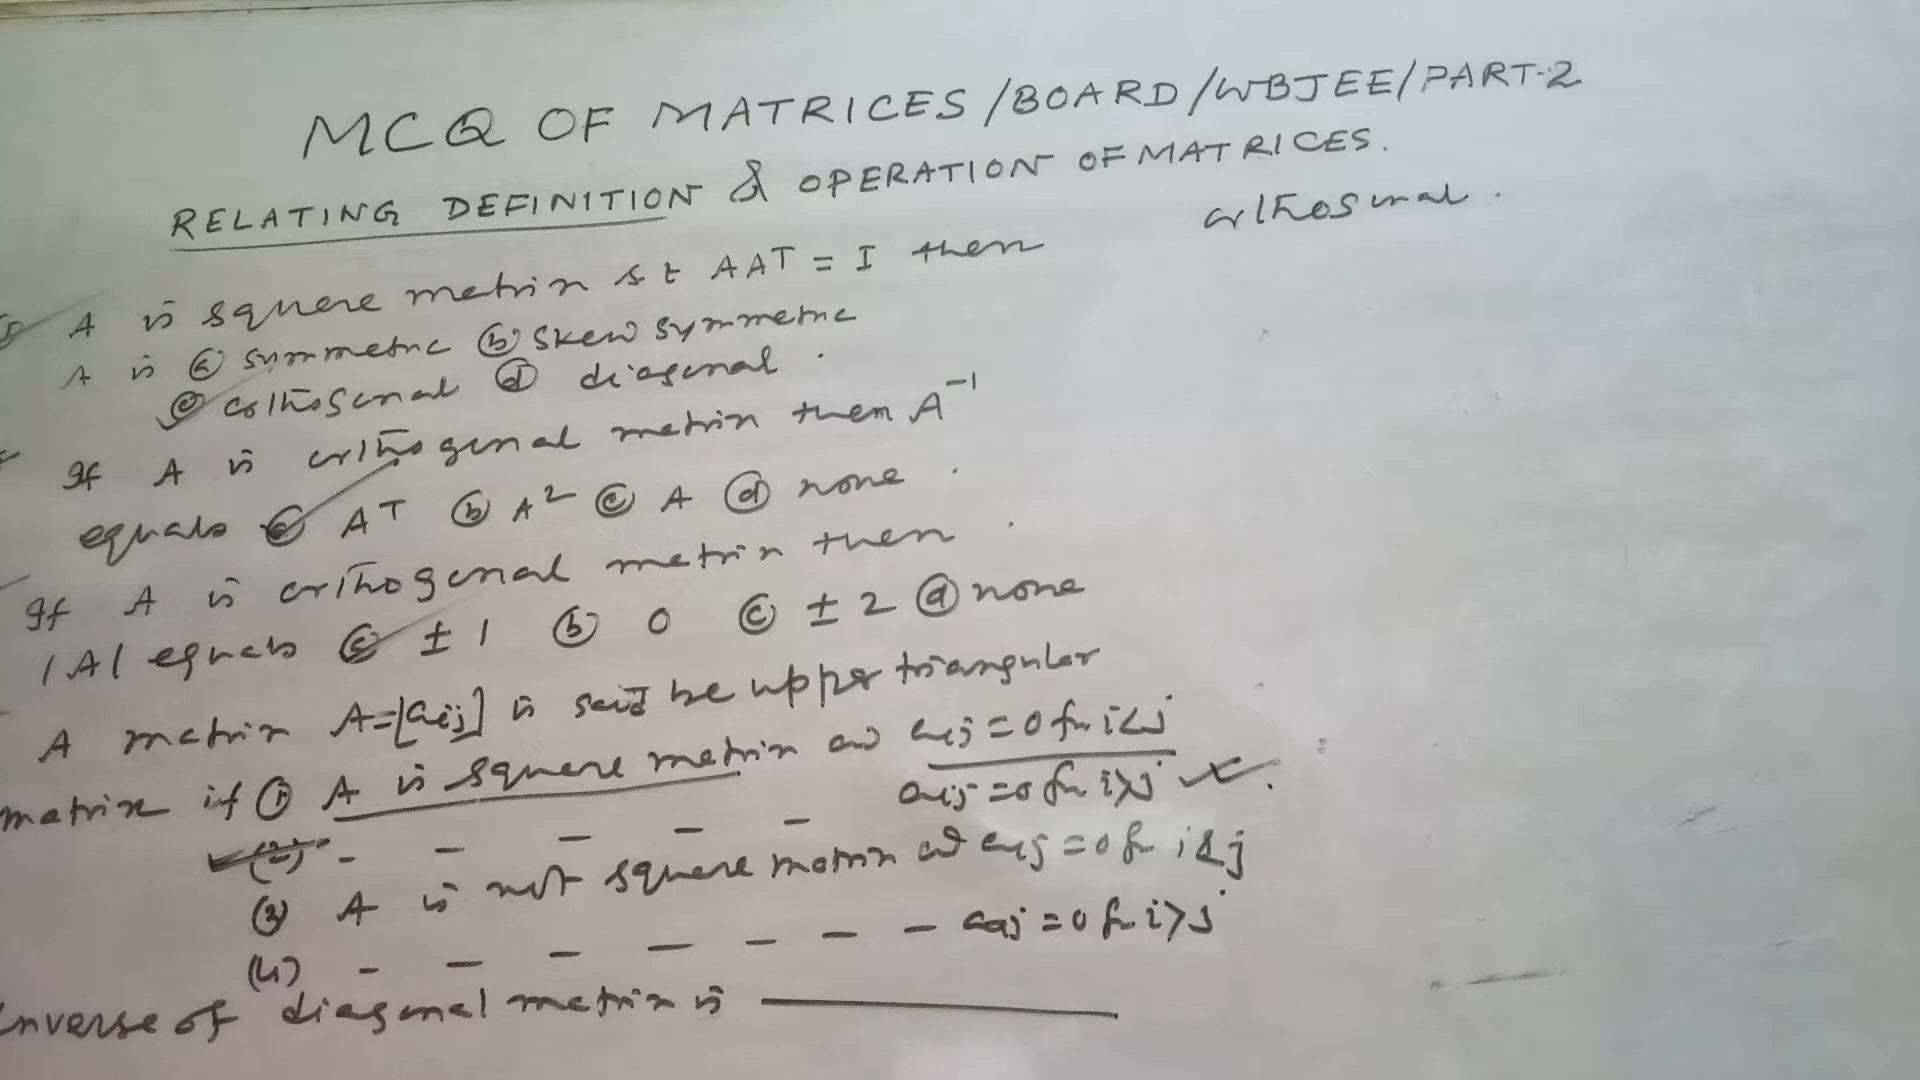 MCQ OF MATRICES/BOARD/WBJEE/PART-2
RELATING DEFINITION & OPERATION OF MATRICES.
orthogonal.
A is square matrix s t AAT = I then
A is (a) symmetric (b) skew symmetric
(c) orthogonal (d) diagonal.
If A is orthogonal matrix then A⁻¹
equals (a) AT (b) A² (c) A (d) none.
If A is orthogonal matrix then
|A| equals (a) ±1 (b) 0 (c) ±2 (d) none
A matrix A=[aij] is said be upper triangular
matrix if (1) A is square matrix and aij = 0 for i<j
(2) - - - - - aij = 0 for i>j
(3) A is not square matrix and aij = 0 for i<j
(4) - - - - - - - - aij = 0 for i>j
inverse of diagonal matrix is ————